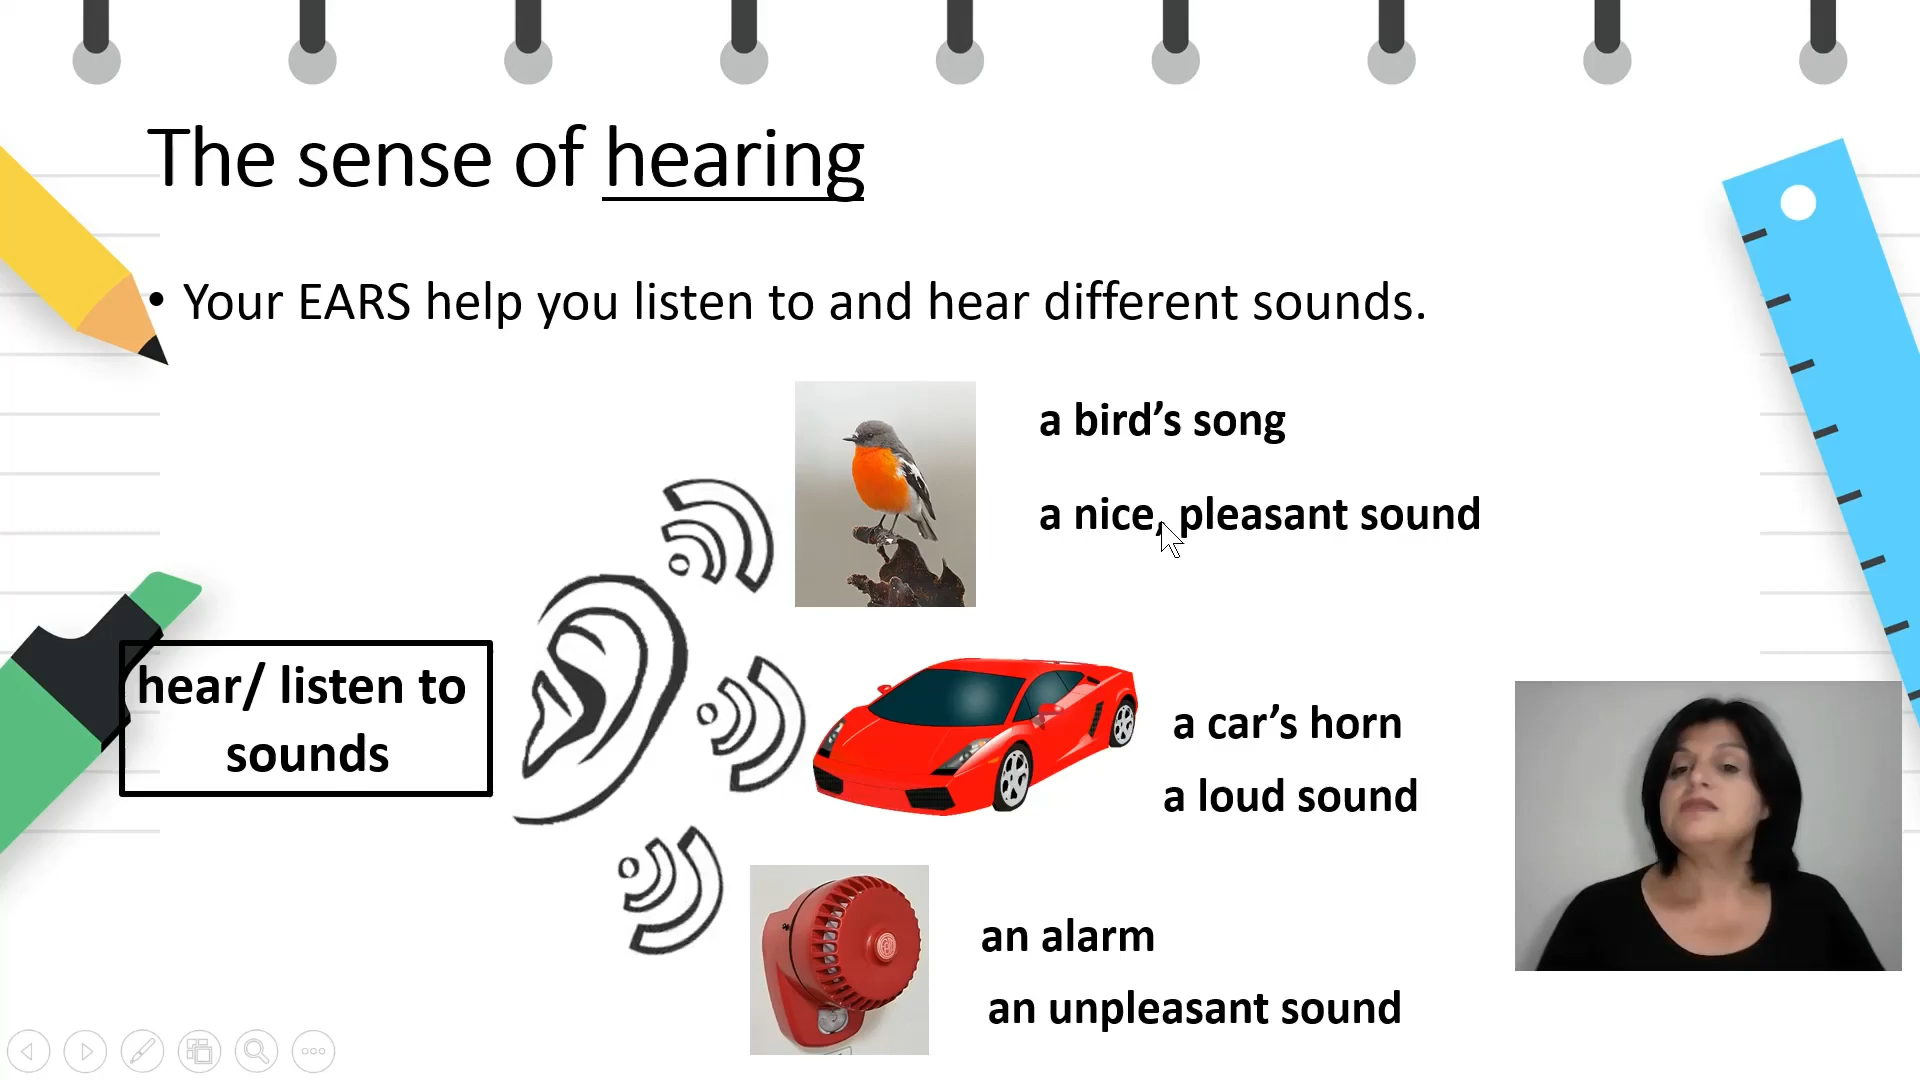 The sense of hearing
• Your EARS help you listen to and hear different sounds.
a bird’s song
a nice, pleasant sound
hear/ listen to
sounds
a car’s horn
a loud sound
an alarm
an unpleasant sound